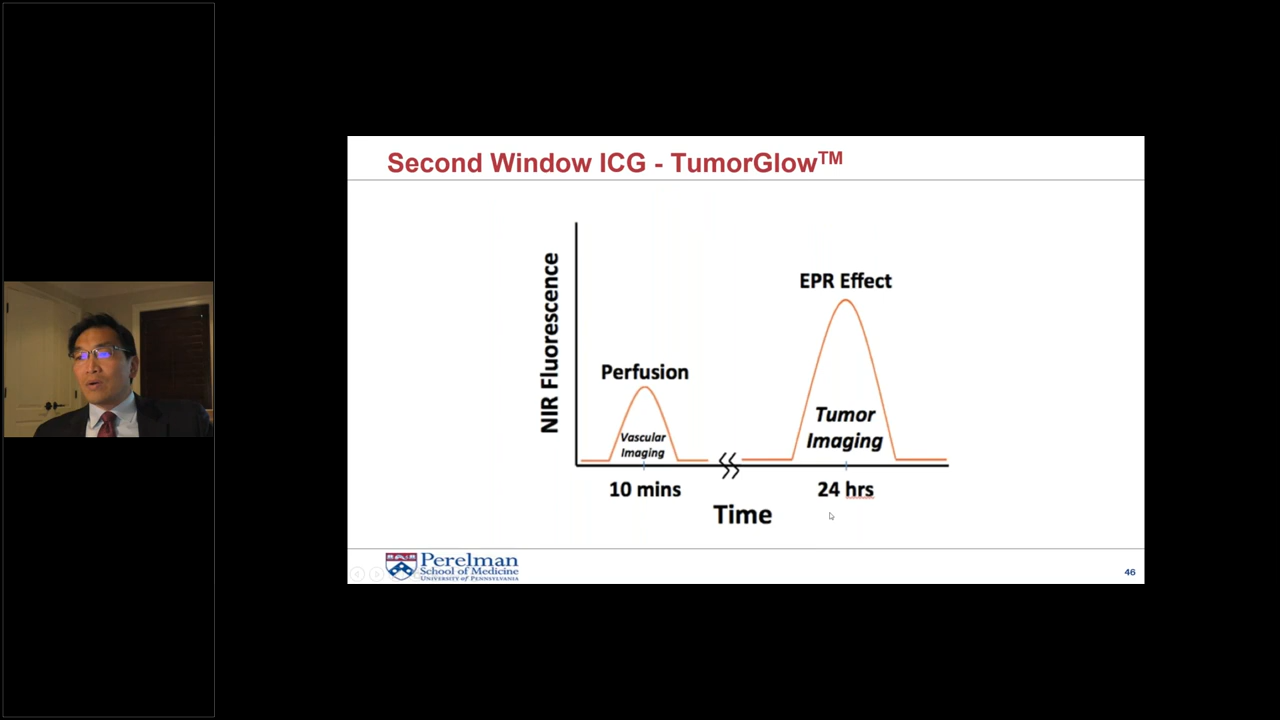 Second Window ICG - TumorGlow™
NIR Fluorescence
EPR Effect
Perfusion
Tumor
Imaging
Vascular
Imaging
10 mins
24 hrs
Time
Perelman
School of Medicine
University of Pennsylvania
46